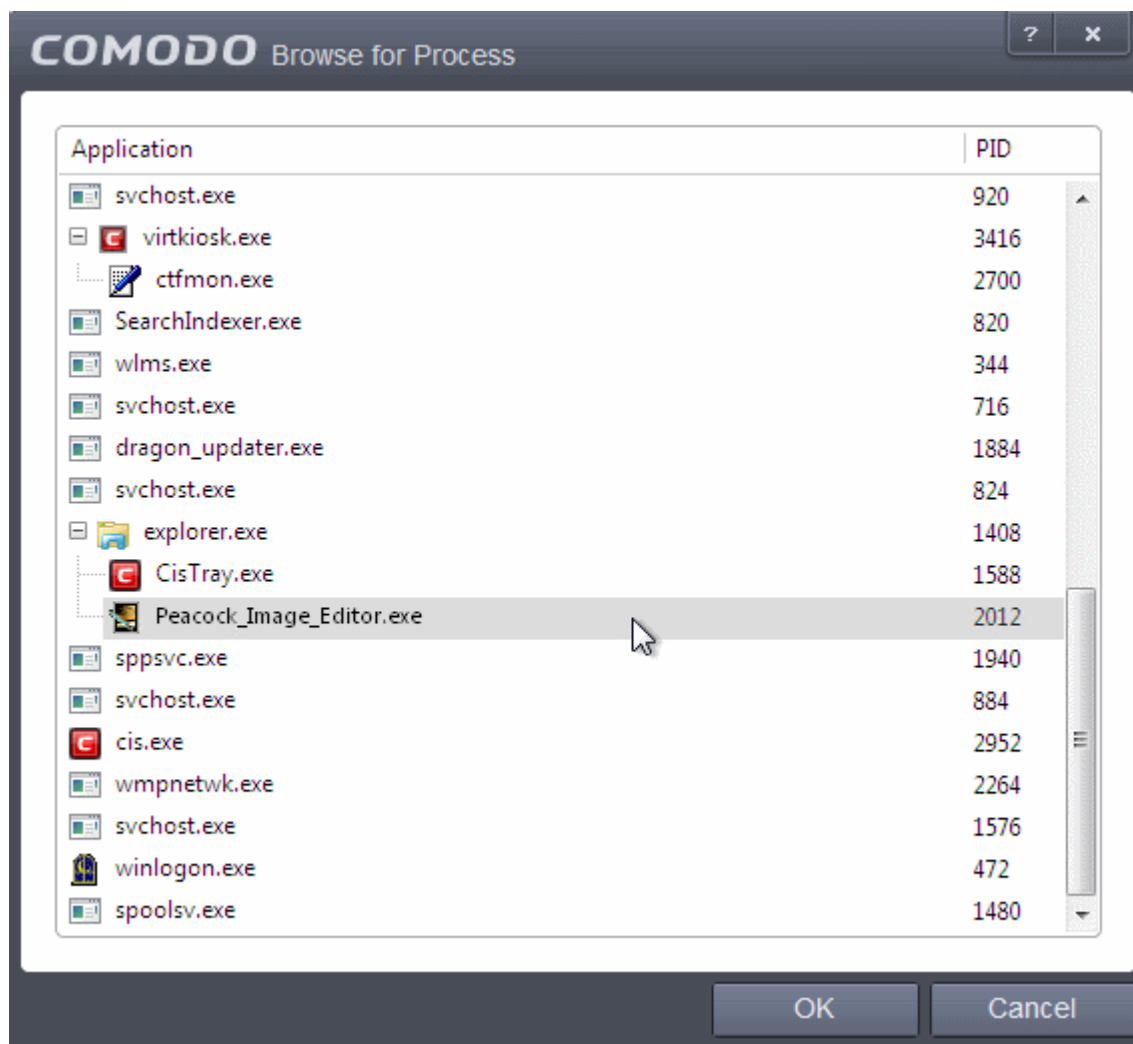 COMODO Browse for Process
? x
Application PID
svchost.exe 920
virtkiosk.exe 3416
ctfmon.exe 2700
SearchIndexer.exe 820
wlms.exe 344
svchost.exe 716
dragon_updater.exe 1884
svchost.exe 824
explorer.exe 1408
CisTray.exe 1588
Peacock_Image_Editor.exe 2012
sppsvc.exe 1940
svchost.exe 884
cis.exe 2952
wmpnetwk.exe 2264
svchost.exe 1576
winlogon.exe 472
spoolsv.exe 1480
OK Cancel